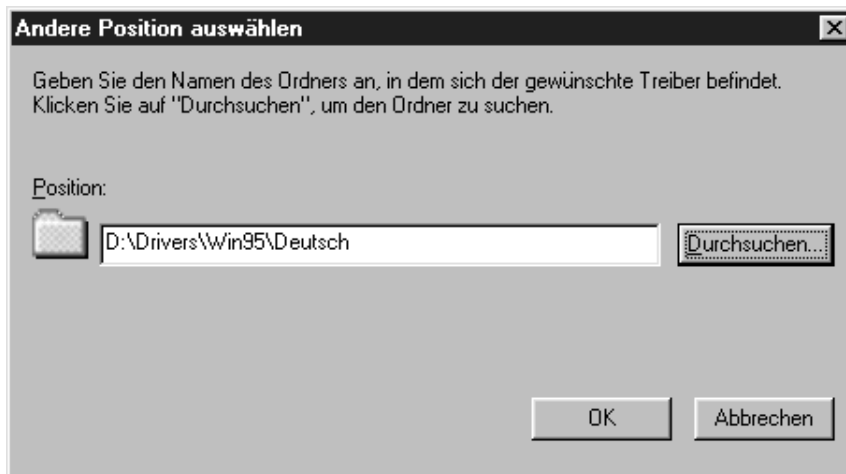 Andere Position auswählen
Geben Sie den Namen des Ordners an, in dem sich der gewünschte Treiber befindet.
Klicken Sie auf "Durchsuchen", um den Ordner zu suchen.
Position:
D:\Drivers\Win95\Deutsch
Durchsuchen...
OK
Abbrechen